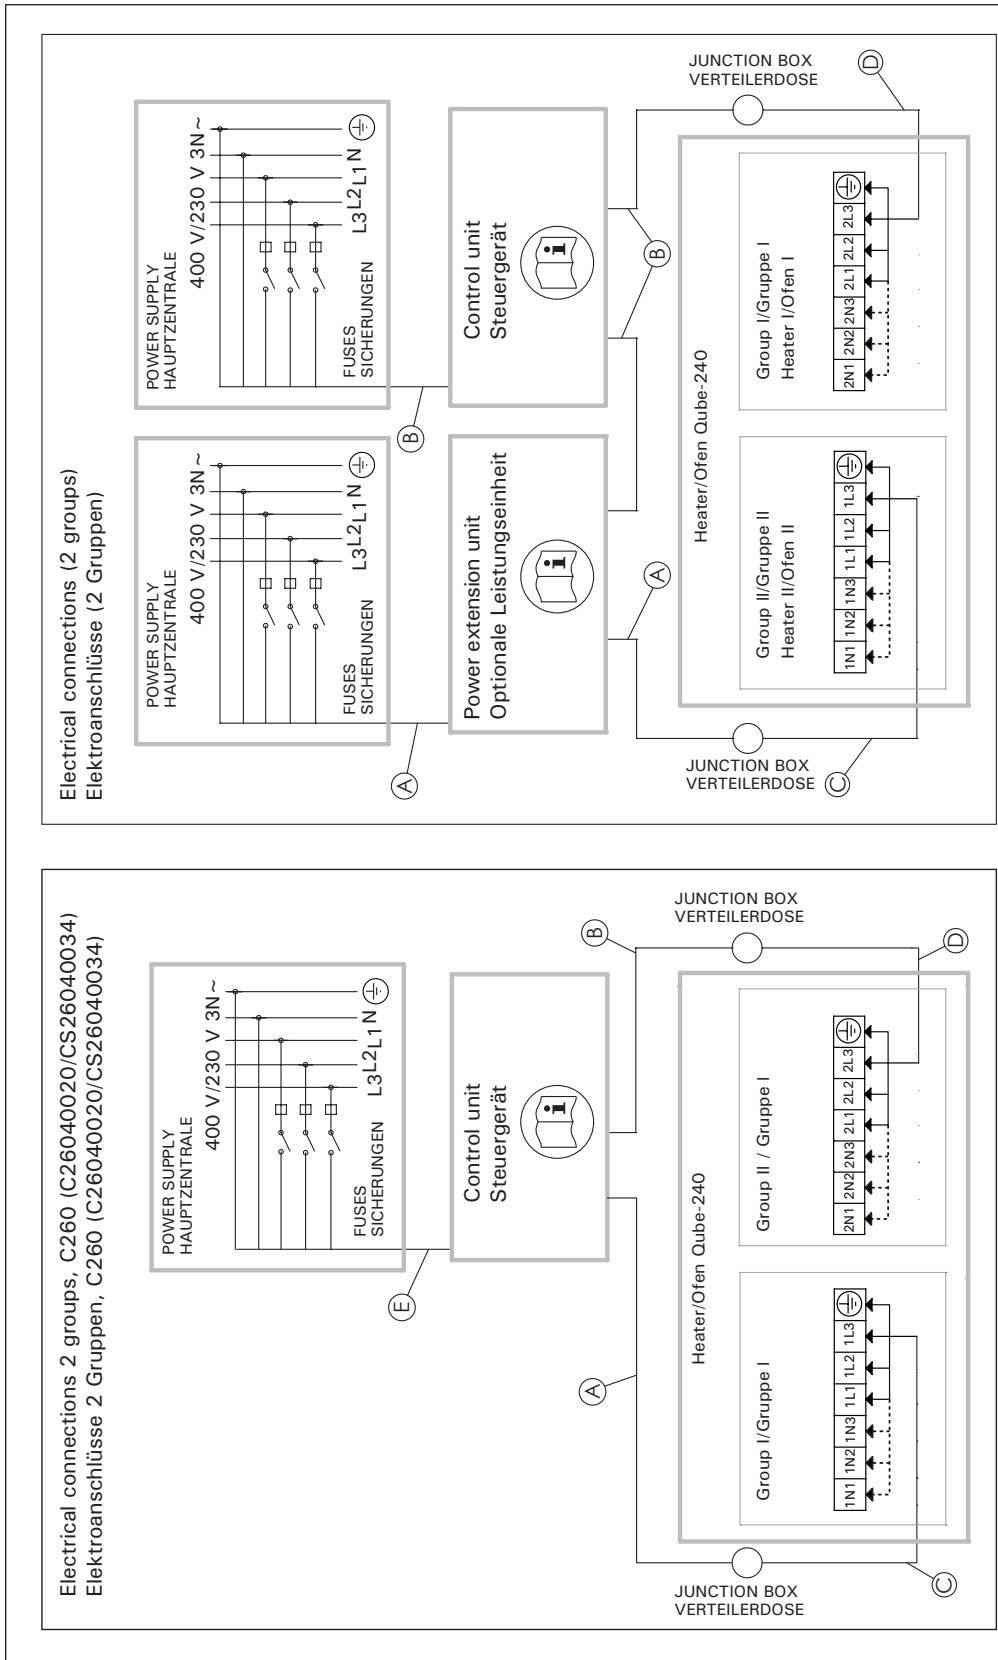 Electrical connections (2 groups)
Elektroanschlüsse (2 Gruppen)
POWER SUPPLY
HAUPTZENTRALE
400 V/230 V 3N ~
L3 L2 L1 N
FUSES
SICHERUNGEN
A
POWER SUPPLY
HAUPTZENTRALE
400 V/230 V 3N ~
L3 L2 L1 N
FUSES
SICHERUNGEN
B
Power extension unit
Optionale Leistungseinheit
i
Control unit
Steuergerät
i
A
B
JUNCTION BOX
VERTEILERDOSE
C
JUNCTION BOX
VERTEILERDOSE
D
Heater/Ofen Qube-240
Group II/Gruppe II
Heater II/Ofen II
1N1 1N2 1N3 1L1 1L2 1L3
Group I/Gruppe I
Heater I/Ofen I
2N1 2N2 2N3 2L1 2L2 2L3
Electrical connections 2 groups, C260 (C26040020/CS26040034)
Elektroanschlüsse 2 Gruppen, C260 (C26040020/CS26040034)
POWER SUPPLY
HAUPTZENTRALE
400 V/230 V 3N ~
L3 L2 L1 N
FUSES
SICHERUNGEN
E
Control unit
Steuergerät
i
A
B
JUNCTION BOX
VERTEILERDOSE
C
JUNCTION BOX
VERTEILERDOSE
D
Heater/Ofen Qube-240
Group I/Gruppe I
1N1 1N2 1N3 1L1 1L2 1L3
Group II / Gruppe I
2N1 2N2 2N3 2L1 2L2 2L3